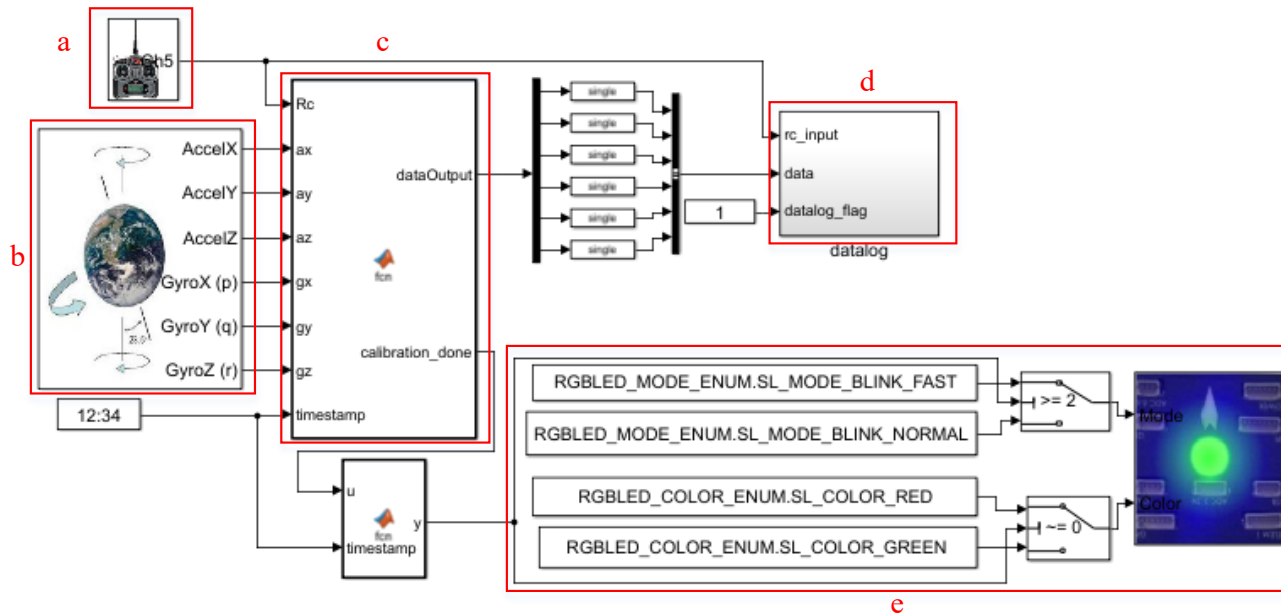 a
Ch5
c
d
b
AccelX
AccelY
AccelZ
GyroX (p)
GyroY (q)
GyroZ (r)
12:34
Rc
ax
ay
az
gx
gy
gz
timestamp
dataOutput
calibration_done
fcn
single
single
single
single
single
single
1
rc_input
data
datalog_flag
datalog
u
timestamp
fcn
y
RGBLED_MODE_ENUM.SL_MODE_BLINK_FAST
RGBLED_MODE_ENUM.SL_MODE_BLINK_NORMAL
>= 2
Mode
RGBLED_COLOR_ENUM.SL_COLOR_RED
RGBLED_COLOR_ENUM.SL_COLOR_GREEN
~= 0
Color
e